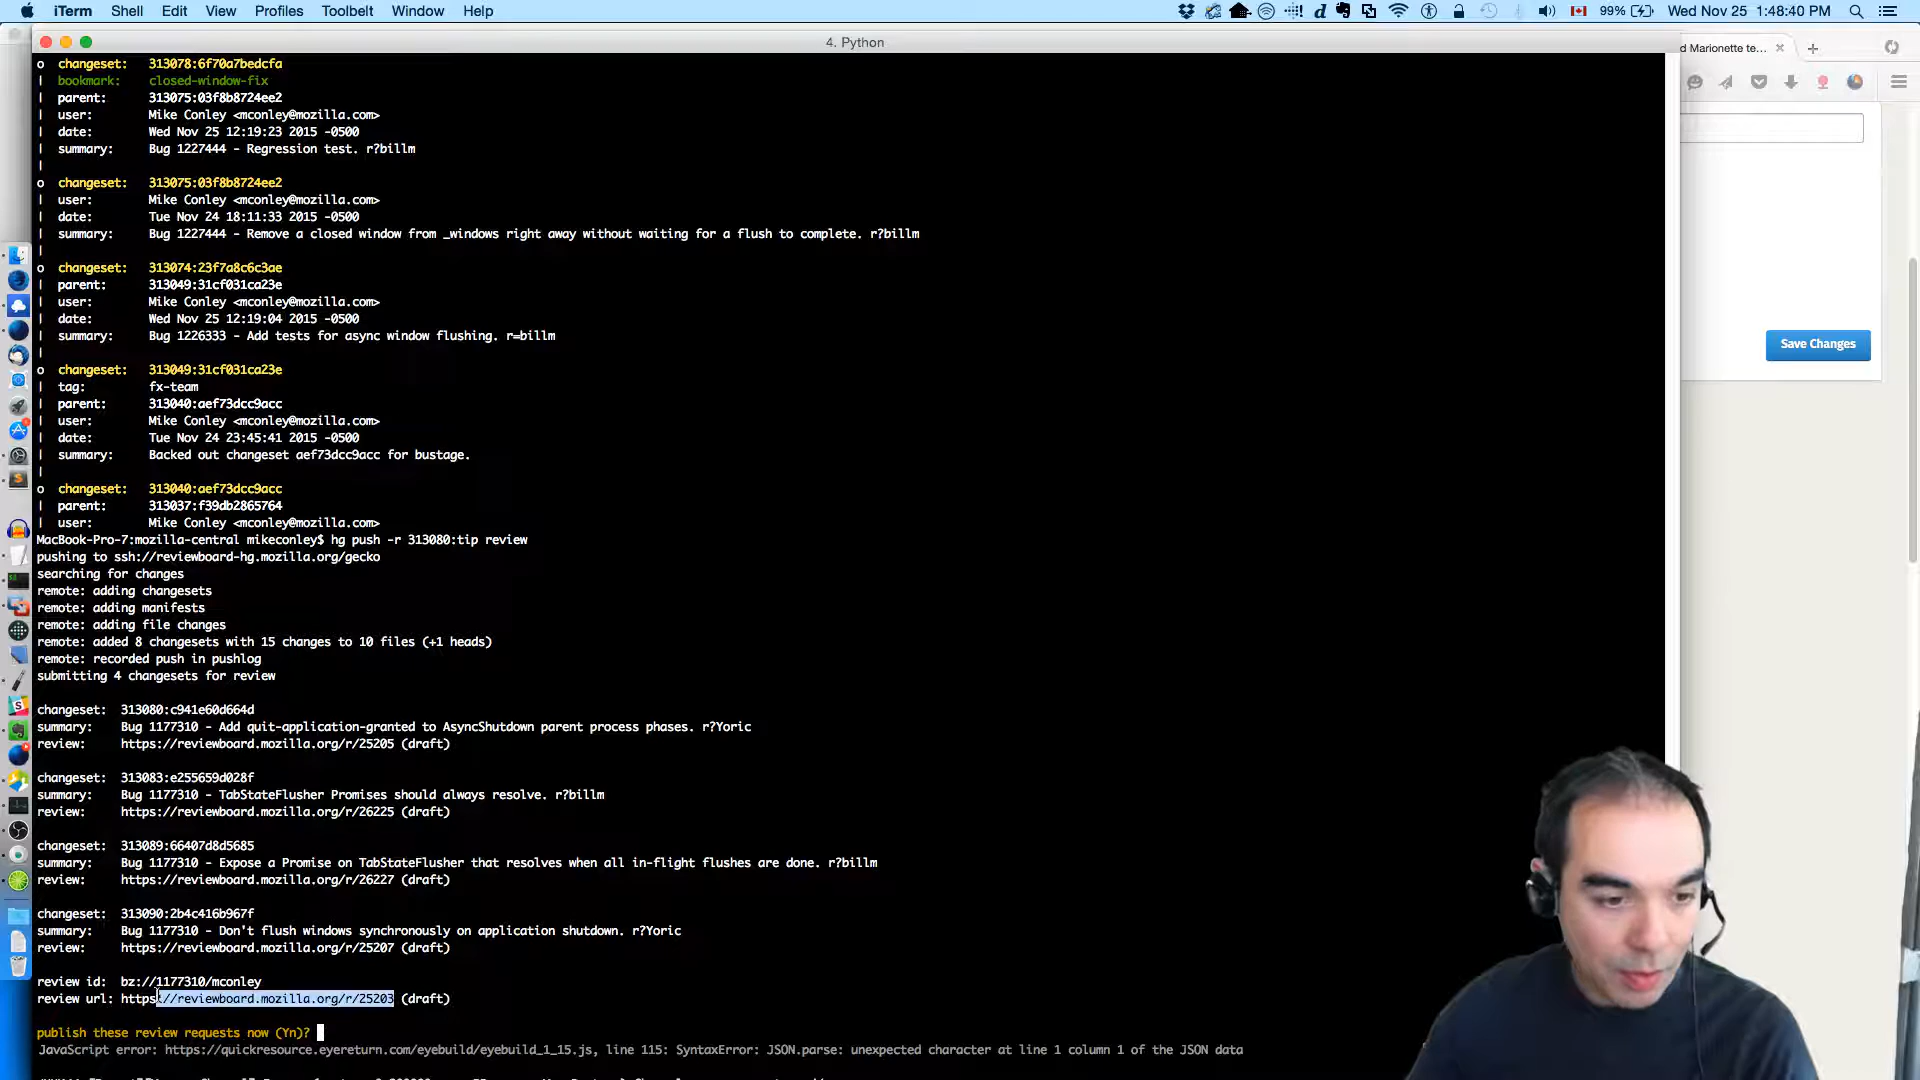 iTerm Shell Edit View Profiles Toolbelt Window Help 99% Wed Nov 25 1:48:40 PM
4. Python
d Marionette te...
o changeset: 313078:6f70a7bedcfa
| bookmark: closed-window-fix
| parent: 313075:03f8b8724ee2
| user: Mike Conley <mconley@mozilla.com>
| date: Wed Nov 25 12:19:23 2015 -0500
| summary: Bug 1227444 - Regression test. r?billm
|
o changeset: 313075:03f8b8724ee2
| user: Mike Conley <mconley@mozilla.com>
| date: Tue Nov 24 18:11:33 2015 -0500
| summary: Bug 1227444 - Remove a closed window from _windows right away without waiting for a flush to complete. r?billm
|
o changeset: 313074:23f7a8c6c3ae
| parent: 313049:31cf031ca23e
| user: Mike Conley <mconley@mozilla.com>
| date: Wed Nov 25 12:19:04 2015 -0500
| summary: Bug 1226333 - Add tests for async window flushing. r=billm
|
o changeset: 313049:31cf031ca23e
| tag: fx-team
| parent: 313040:aef73dcc9acc
| user: Mike Conley <mconley@mozilla.com>
| date: Tue Nov 24 23:45:41 2015 -0500
| summary: Backed out changeset aef73dcc9acc for bustage.
|
o changeset: 313040:aef73dcc9acc
| parent: 313037:f39db2865764
| user: Mike Conley <mconley@mozilla.com>
MacBook-Pro-7:mozilla-central mikeconley$ hg push -r 313080:tip review
pushing to ssh://reviewboard-hg.mozilla.org/gecko
searching for changes
remote: adding changesets
remote: adding manifests
remote: adding file changes
remote: added 8 changesets with 15 changes to 10 files (+1 heads)
remote: recorded push in pushlog
submitting 4 changesets for review
changeset: 313080:c941e60d664d
summary: Bug 1177310 - Add quit-application-granted to AsyncShutdown parent process phases. r?Yoric
review: https://reviewboard.mozilla.org/r/25205 (draft)
changeset: 313083:e255659d028f
summary: Bug 1177310 - TabStateFlusher Promises should always resolve. r?billm
review: https://reviewboard.mozilla.org/r/26225 (draft)
changeset: 313089:66407d8d5685
summary: Bug 1177310 - Expose a Promise on TabStateFlusher that resolves when all in-flight flushes are done. r?billm
review: https://reviewboard.mozilla.org/r/26227 (draft)
changeset: 313090:2b4c416b967f
summary: Bug 1177310 - Don't flush windows synchronously on application shutdown. r?Yoric
review: https://reviewboard.mozilla.org/r/25207 (draft)
review id: bz://1177310/mconley
review url: https://reviewboard.mozilla.org/r/25203 (draft)
publish these review requests now (Yn)?
JavaScript error: https://quickresource.eyereturn.com/eyebuild/eyebuild_1_15.js, line 115: SyntaxError: JSON.parse: unexpected character at line 1 column 1 of the JSON data
Save Changes